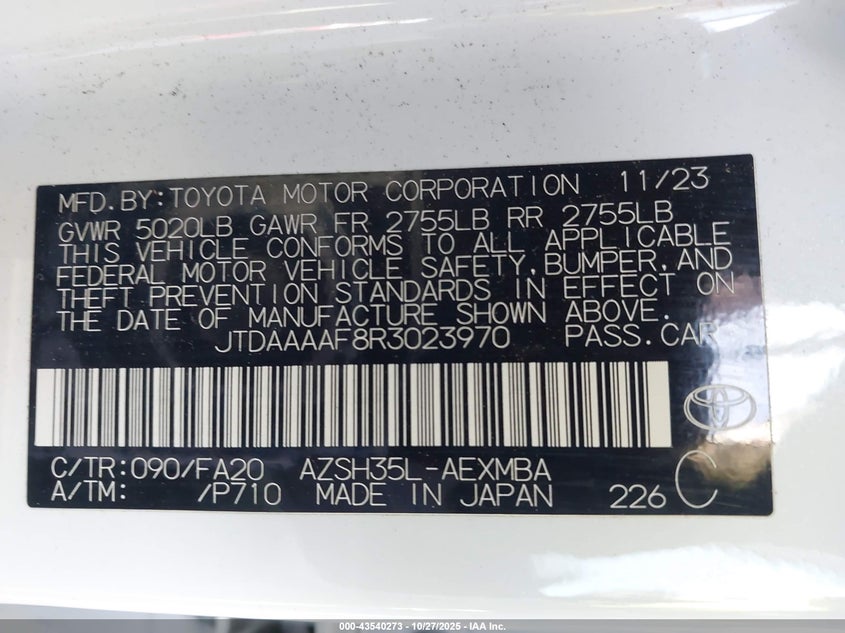 MFD.BY:TOYOTA MOTOR CORPORATION 11/23
GVWR 5020LB GAWR FR 2755LB RR 2755LB
THIS VEHICLE CONFORMS TO ALL APPLICABLE
FEDERAL MOTOR VEHICLE SAFETY,BUMPER,AND
THEFT PREVENTION STANDARDS IN EFFECT ON
THE DATE OF MANUFACTURE SHOWN ABOVE.
JTDAAAAF8R3023970 PASS.CAR
C/TR:090/FA20 AZSH35L-AEXMBA
A/TM: /P710 MADE IN JAPAN 226 C
000-43540273 | 10/27/2025 | IAA Inc.